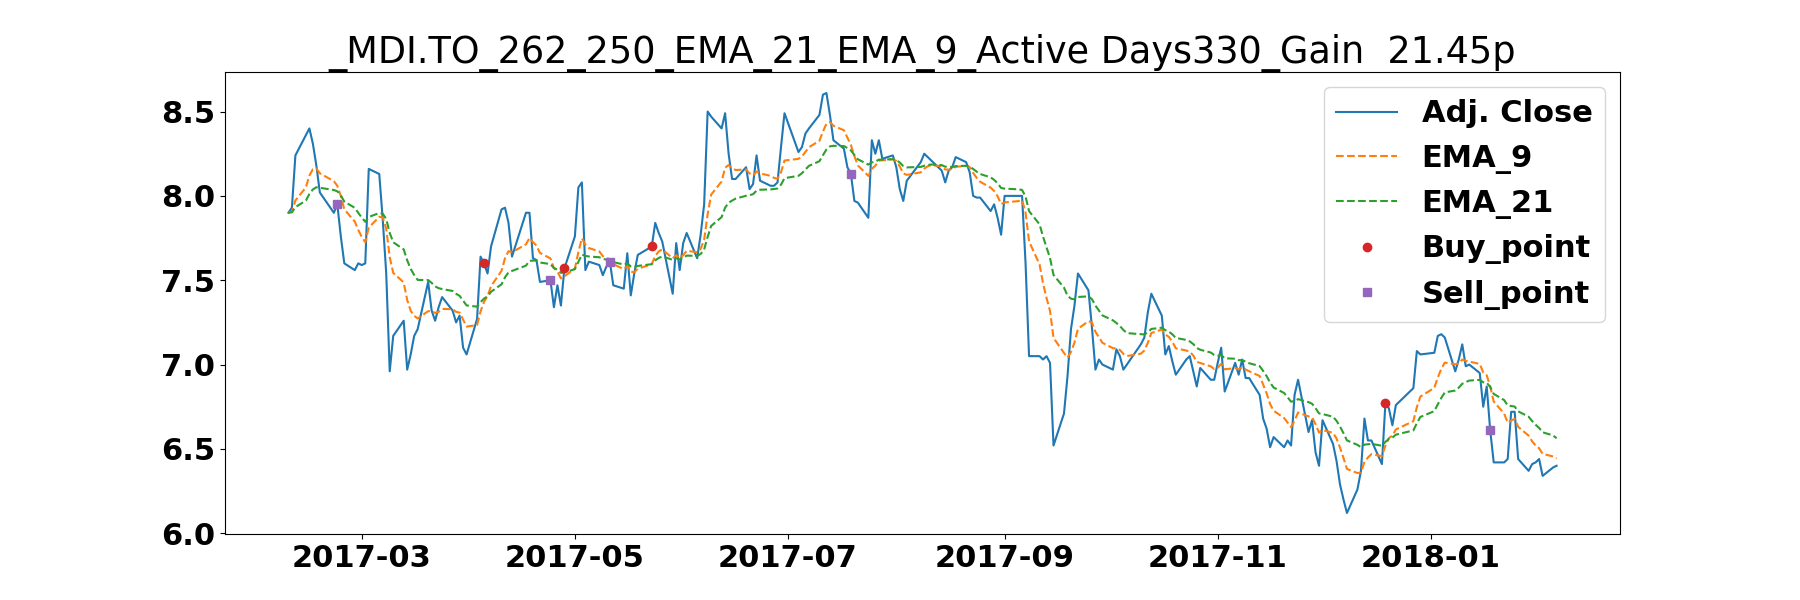 _MDI.TO_262_250_EMA_21_EMA_9_Active Days330_Gain  21.45p
Adj. Close
EMA_9
EMA_21
Buy_point
Sell_point
8.5
8.0
7.5
7.0
6.5
6.0
2017-03
2017-05
2017-07
2017-09
2017-11
2018-01